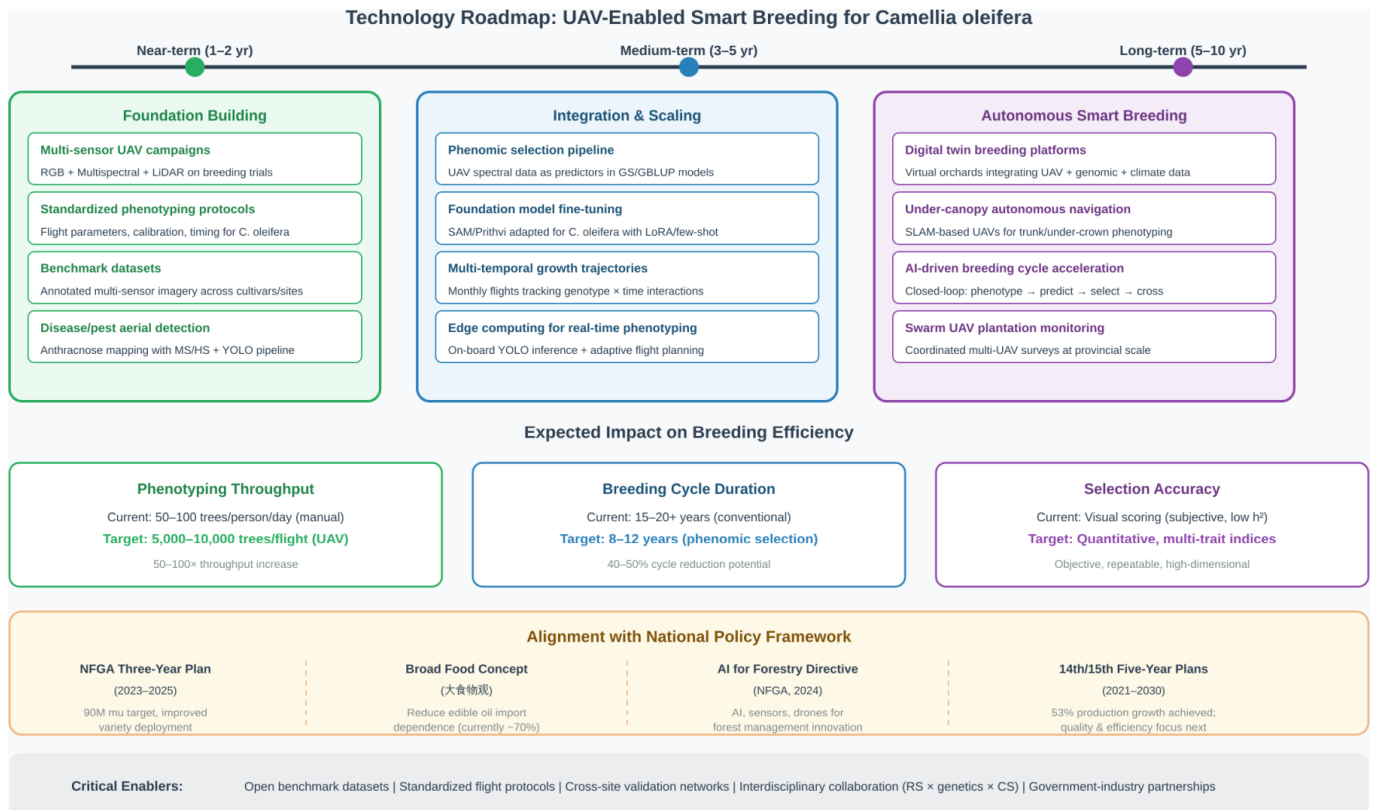 Technology Roadmap: UAV-Enabled Smart Breeding for Camellia oleifera
Near-term (1–2 yr)
Medium-term (3–5 yr)
Long-term (5–10 yr)
Foundation Building
Multi-sensor UAV campaigns
RGB + Multispectral + LiDAR on breeding trials
Standardized phenotyping protocols
Flight parameters, calibration, timing for C. oleifera
Benchmark datasets
Annotated multi-sensor imagery across cultivars/sites
Disease/pest aerial detection
Anthracnose mapping with MS/HS + YOLO pipeline
Integration & Scaling
Phenomic selection pipeline
UAV spectral data as predictors in GS/GBLUP models
Foundation model fine-tuning
SAM/Prithvi adapted for C. oleifera with LoRA/few-shot
Multi-temporal growth trajectories
Monthly flights tracking genotype × time interactions
Edge computing for real-time phenotyping
On-board YOLO inference + adaptive flight planning
Autonomous Smart Breeding
Digital twin breeding platforms
Virtual orchards integrating UAV + genomic + climate data
Under-canopy autonomous navigation
SLAM-based UAVs for trunk/under-crown phenotyping
AI-driven breeding cycle acceleration
Closed-loop: phenotype → predict → select → cross
Swarm UAV plantation monitoring
Coordinated multi-UAV surveys at provincial scale
Expected Impact on Breeding Efficiency
Phenotyping Throughput
Current: 50–100 trees/person/day (manual)
Target: 5,000–10,000 trees/flight (UAV)
50–100× throughput increase
Breeding Cycle Duration
Current: 15–20+ years (conventional)
Target: 8–12 years (phenomic selection)
40–50% cycle reduction potential
Selection Accuracy
Current: Visual scoring (subjective, low h²)
Target: Quantitative, multi-trait indices
Objective, repeatable, high-dimensional
Alignment with National Policy Framework
NFGA Three-Year Plan
(2023–2025)
90M mu target, improved
variety deployment
Broad Food Concept
(大食物观)
Reduce edible oil import
dependence (currently ~70%)
AI for Forestry Directive
(NFGA, 2024)
AI, sensors, drones for
forest management innovation
14th/15th Five-Year Plans
(2021–2030)
53% production growth achieved;
quality & efficiency focus next
Critical Enablers:
Open benchmark datasets | Standardized flight protocols | Cross-site validation networks | Interdisciplinary collaboration (RS × genetics × CS) | Government-industry partnerships